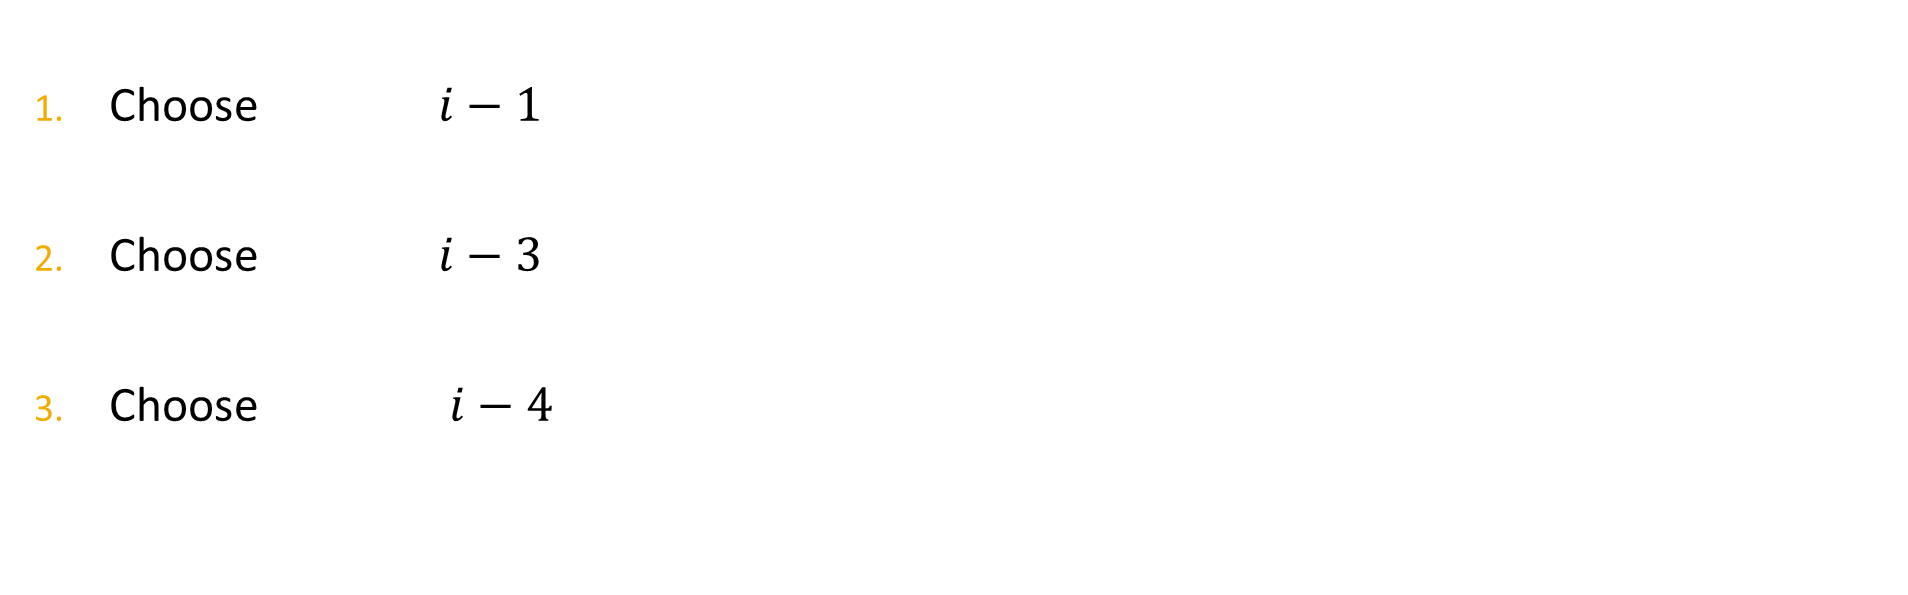 1. Choose i − 1
2. Choose i − 3
3. Choose i − 4